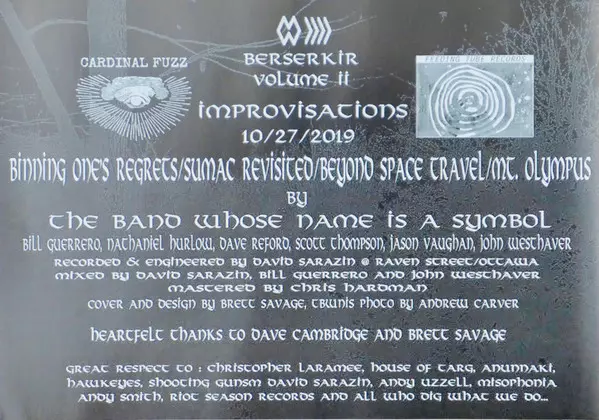 CARDINAL FUZZ
FEEDING TUBE RECORDS
BERSERKIR
VOLUME II
IMPROVISATIONS
10/27/2019
BINNING ONE'S REGRETS/SUMAC REVISITED/BEYOND SPACE TRAVEL/MT. OLYMPUS
BY
THE BAND WHOSE NAME IS A SYMBOL
BILL GUERRERO, NATHANIEL HURLOW, DAVE REFORD, SCOTT THOMPSON, JASON VAUGHAN, JOHN WESTHAVER
RECORDED & ENGINEERED BY DAVID SARAZIN @ RAVEN STREET/OTTAWA
MIXED BY DAVID SARAZIN, BILL GUERRERO AND JOHN WESTHAVER
MASTERED BY CHRIS HARDMAN
COVER AND DESIGN BY BRETT SAVAGE, TBWNIS PHOTO BY ANDREW CARVER
HEARTFELT THANKS TO DAVE CAMBRIDGE AND BRETT SAVAGE
GREAT RESPECT TO : CHRISTOPHER LARAMEE, HOUSE OF TARG, ANUNNAKI,
HAWKEYES, SHOOTING GUNSM DAVID SARAZIN, ANDY UZZELL, MISOPHONIA
ANDY SMITH, RIOT SEASON RECORDS AND ALL WHO DIG WHAT WE DO...